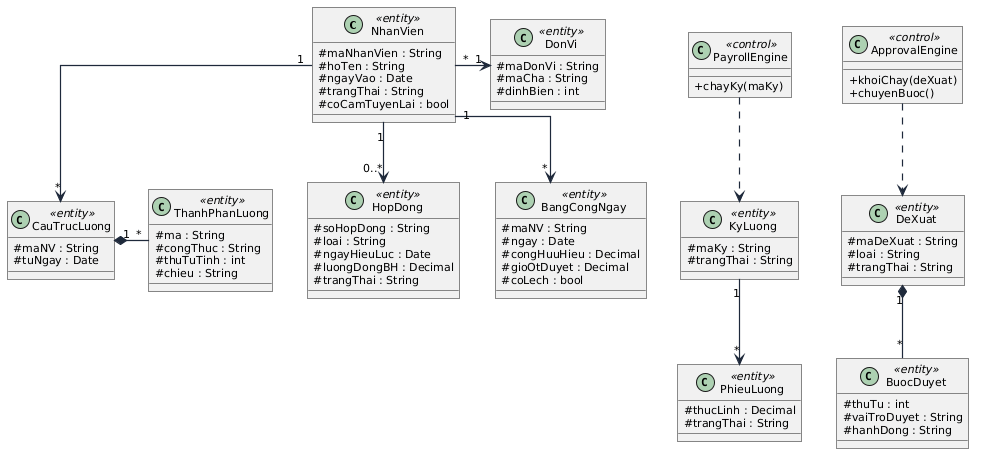 «entity»
NhanVien
#maNhanVien : String
#hoTen : String
#ngayVao : Date
#trangThai : String
#coCamTuyenLai : bool
«entity»
DonVi
#maDonVi : String
#maCha : String
#dinhBien : int
«control»
PayrollEngine
+chayKy(maKy)
«control»
ApprovalEngine
+khoiChay(deXuat)
+chuyenBuoc()
1
* 1
1
1
*
0..*
*
«entity»
CauTrucLuong
#maNV : String
#tuNgay : Date
1 *
«entity»
ThanhPhanLuong
#ma : String
#congThuc : String
#thuTuTinh : int
#chieu : String
«entity»
HopDong
#soHopDong : String
#loai : String
#ngayHieuLuc : Date
#luongDongBH : Decimal
#trangThai : String
«entity»
BangCongNgay
#maNV : String
#ngay : Date
#congHuuHieu : Decimal
#gioOtDuyet : Decimal
#coLech : bool
«entity»
KyLuong
#maKy : String
#trangThai : String
«entity»
DeXuat
#maDeXuat : String
#loai : String
#trangThai : String
1
*
1
*
«entity»
PhieuLuong
#thucLinh : Decimal
#trangThai : String
«entity»
BuocDuyet
#thuTu : int
#vaiTroDuyet : String
#hanhDong : String